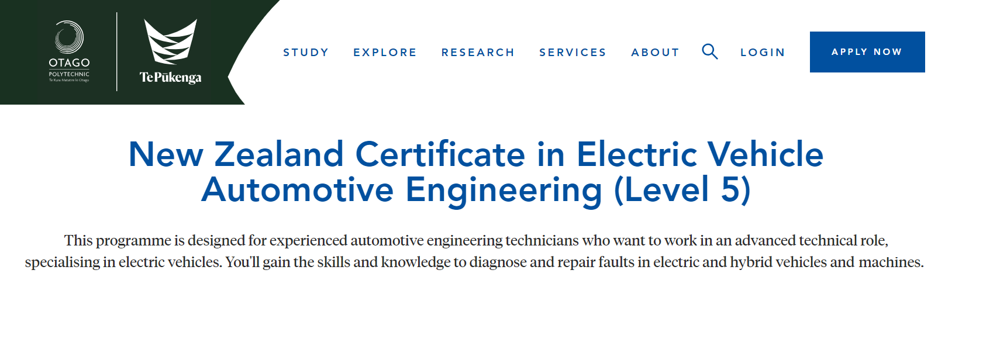 OTAGO
POLYTECHNIC
Te Kura Matatini ki Otago
Te Pūkenga
STUDY EXPLORE RESEARCH SERVICES ABOUT LOGIN APPLY NOW
New Zealand Certificate in Electric Vehicle
Automotive Engineering (Level 5)
This programme is designed for experienced automotive engineering technicians who want to work in an advanced technical role,
specialising in electric vehicles. You'll gain the skills and knowledge to diagnose and repair faults in electric and hybrid vehicles and machines.